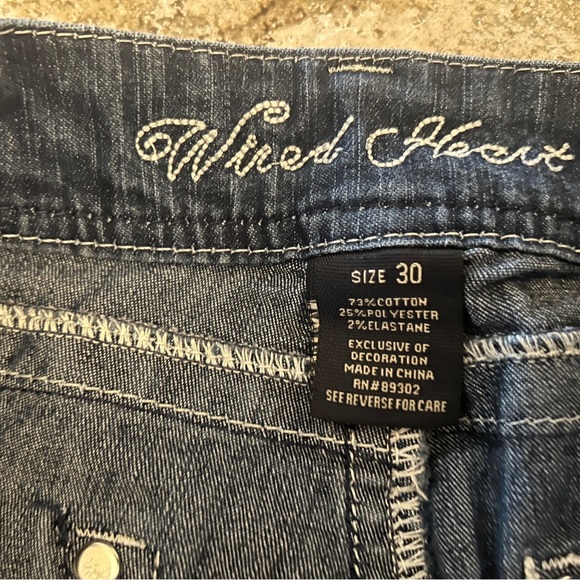 Wired Heart
SIZE 30
73%COTTON
25%POLYESTER
2%ELASTANE
EXCLUSIVE OF
DECORATION
MADE IN CHINA
RN#89302
SEE REVERSE FOR CARE